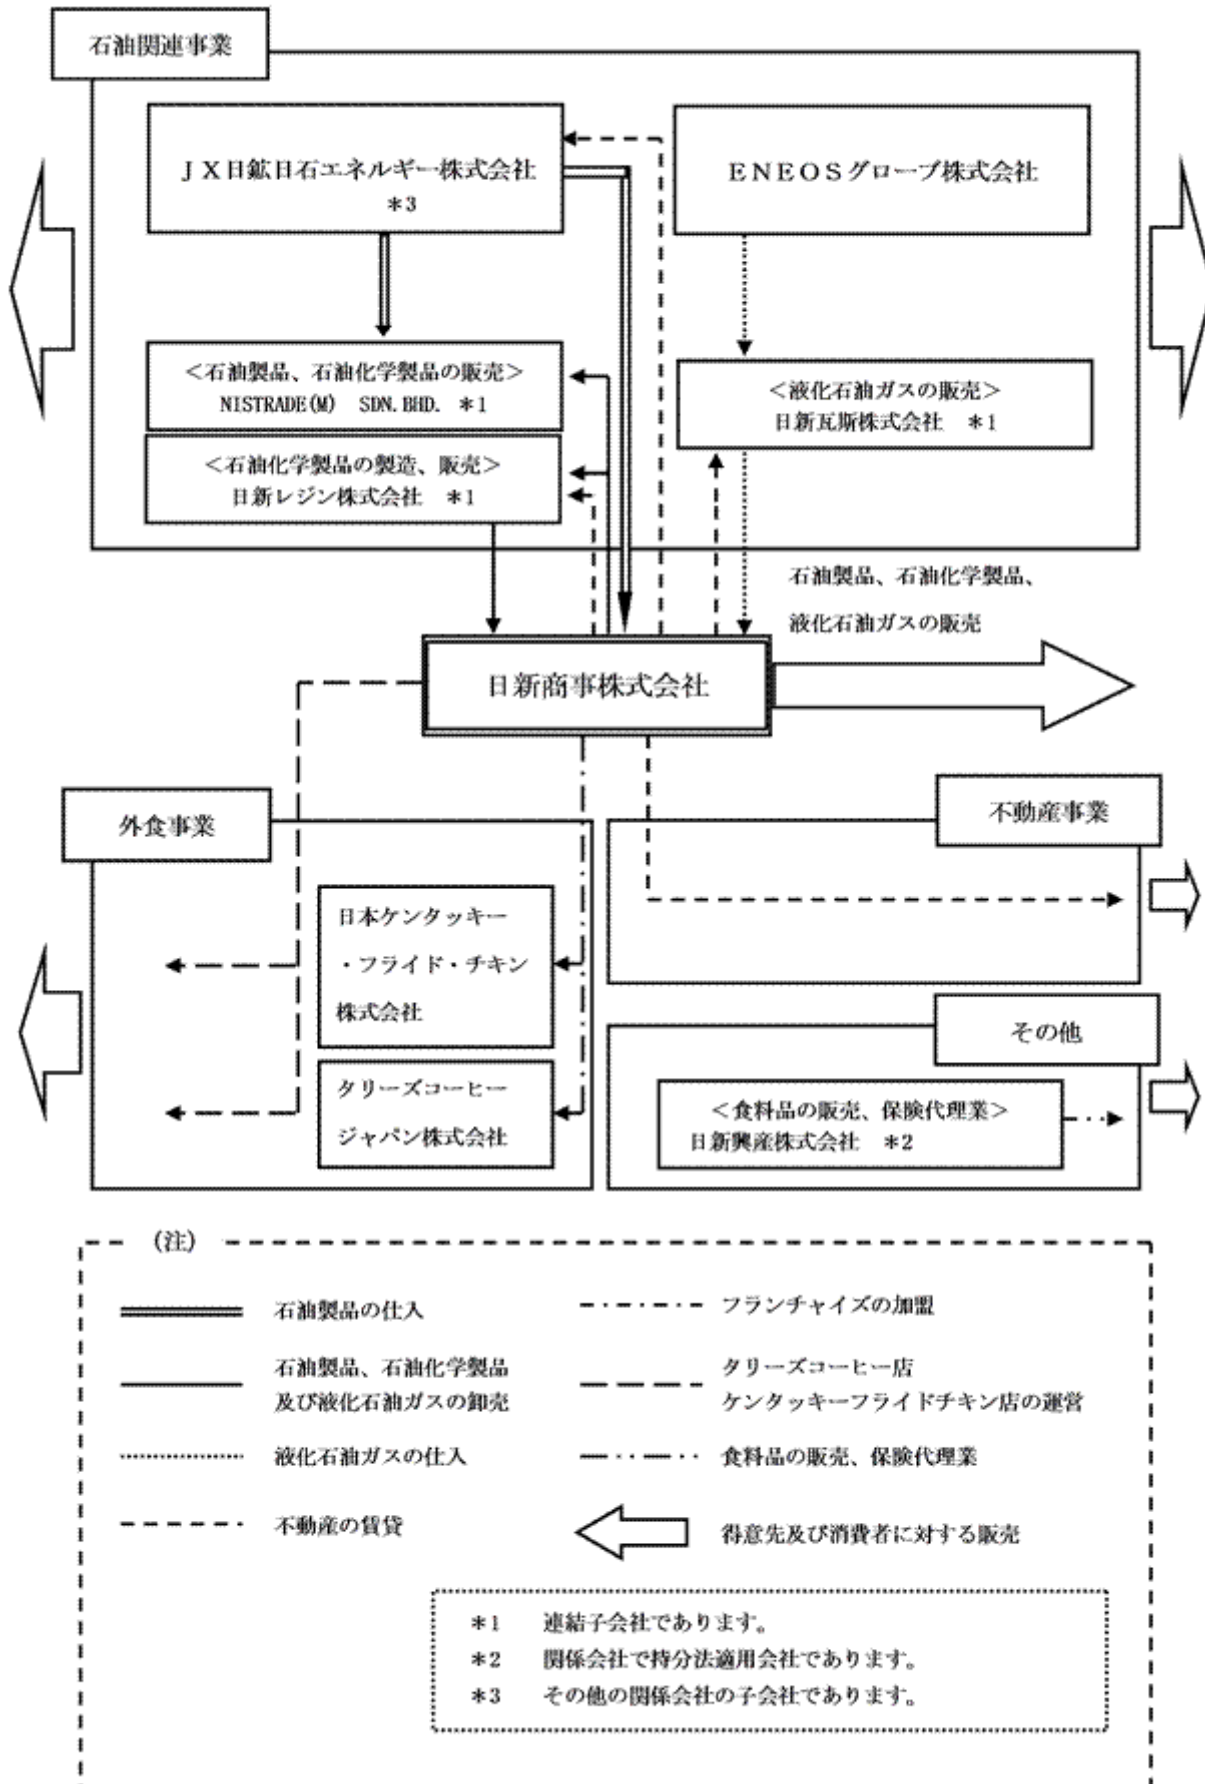 石油関連事業
ＪＸ日鉱日石エネルギー株式会社
＊3
ＥＮＥＯＳグローブ株式会社
＜石油製品、石油化学製品の販売＞
NISTRADE(M) SDN.BHD. ＊1
＜石油化学製品の製造、販売＞
日新レジン株式会社 ＊1
＜液化石油ガスの販売＞
日新瓦斯株式会社 ＊1
石油製品、石油化学製品、
液化石油ガスの販売
日新商事株式会社
外食事業
日本ケンタッキー
・フライド・チキン
株式会社
タリーズコーヒー
ジャパン株式会社
不動産事業
その他
＜食料品の販売、保険代理業＞
日新興産株式会社 ＊2
(注)
石油製品の仕入
石油製品、石油化学製品
及び液化石油ガスの卸売
液化石油ガスの仕入
不動産の賃貸
フランチャイズの加盟
タリーズコーヒー店
ケンタッキーフライドチキン店の運営
食料品の販売、保険代理業
得意先及び消費者に対する販売
＊1 連結子会社であります。
＊2 関係会社で持分法適用会社であります。
＊3 その他の関係会社の子会社であります。